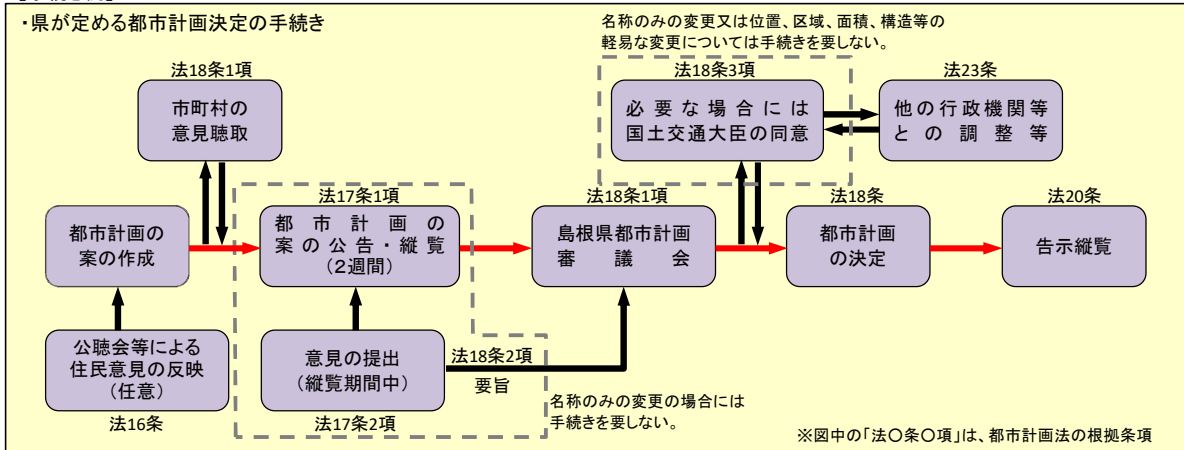 ・県が定める都市計画決定の手続き
名称のみの変更又は位置、区域、面積、構造等の
軽易な変更については手続きを要しない。
法18条1項
市町村の
意見聴取
法18条3項
必要な場合には
国土交通大臣の同意
法23条
他の行政機関等
との調整等
都市計画の
案の作成
法17条1項
都市計画の
案の公告・縦覧
(2週間)
法18条1項
島根県都市計画
審議会
法18条
都市計画
の決定
法20条
告示縦覧
公聴会等による
住民意見の反映
(任意)
法16条
意見の提出
(縦覧期間中)
法17条2項
法18条2項
要旨
名称のみの変更の場合には
手続きを要しない。
※図中の「法〇条〇項」は、都市計画法の根拠条項